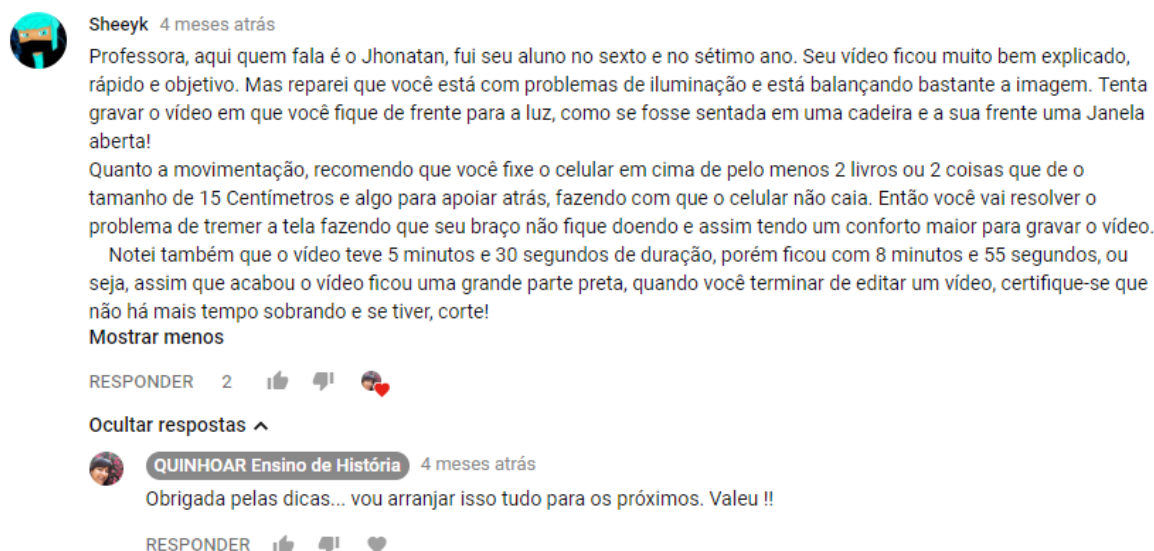 Sheeyk 4 meses atrás
Professora, aqui quem fala é o Jhonatan, fui seu aluno no sexto e no sétimo ano. Seu vídeo ficou muito bem explicado,
rápido e objetivo. Mas reparei que você está com problemas de iluminação e está balançando bastante a imagem. Tenta
gravar o vídeo em que você fique de frente para a luz, como se fosse sentada em uma cadeira e a sua frente uma Janela
aberta!
Quanto a movimentação, recomendo que você fixe o celular em cima de pelo menos 2 livros ou 2 coisas que de o
tamanho de 15 Centímetros e algo para apoiar atrás, fazendo com que o celular não caia. Então você vai resolver o
problema de tremer a tela fazendo que seu braço não fique doendo e assim tendo um conforto maior para gravar o vídeo.
Notei também que o vídeo teve 5 minutos e 30 segundos de duração, porém ficou com 8 minutos e 55 segundos, ou
seja, assim que acabou o vídeo ficou uma grande parte preta, quando você terminar de editar um vídeo, certifique-se que
não há mais tempo sobrando e se tiver, corte!
Mostrar menos
RESPONDER 2
Ocultar respostas
QUINHOAR Ensino de História 4 meses atrás
Obrigada pelas dicas... vou arranjar isso tudo para os próximos. Valeu !!
RESPONDER